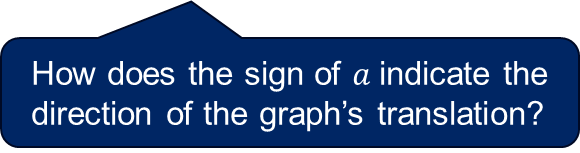 How does the sign of 𝑎 indicate the
direction of the graph’s translation?